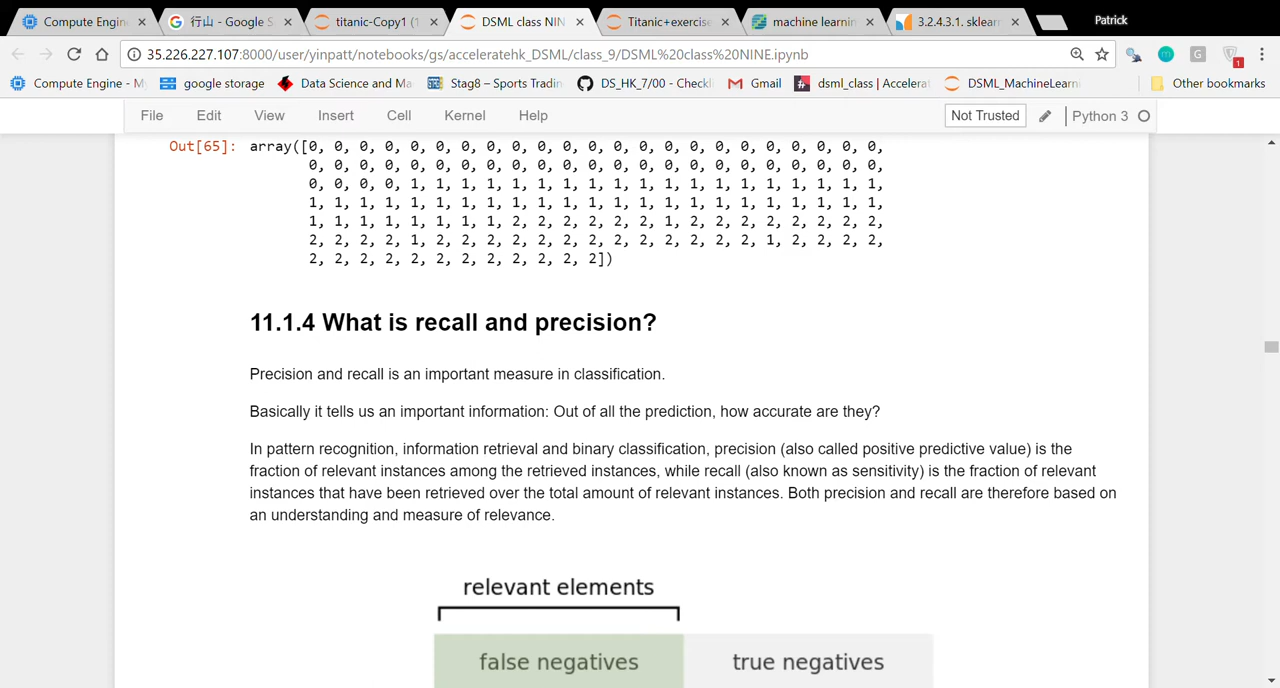 Compute Engin
行山 - Google S
titanic-Copy1 (1
DSML class NIN
Titanic+exercise
machine learnin
3.2.4.3.1. sklear
Patrick
35.226.227.107:8000/user/yinpatt/notebooks/gs/acceleratehk_DSML/class_9/DSML%20class%20NINE.ipynb
Compute Engine - My
google storage
Data Science and Ma
Stag8 – Sports Tradin
DS_HK_7/00 - Checkl
Gmail
dsml_class | Accelerat
DSML_MachineLearni
Other bookmarks
File Edit View Insert Cell Kernel Help
Not Trusted
Python 3
Out[65]: array([0, 0, 0, 0, 0, 0, 0, 0, 0, 0, 0, 0, 0, 0, 0, 0, 0, 0, 0, 0, 0, 0, 0,
0, 0, 0, 0, 0, 0, 0, 0, 0, 0, 0, 0, 0, 0, 0, 0, 0, 0, 0, 0, 0, 0, 0,
0, 0, 0, 0, 1, 1, 1, 1, 1, 1, 1, 1, 1, 1, 1, 1, 1, 1, 1, 1, 1, 1, 1,
1, 1, 1, 1, 1, 1, 1, 1, 1, 1, 1, 1, 1, 1, 1, 1, 1, 1, 1, 1, 1, 1, 1,
1, 1, 1, 1, 1, 1, 1, 1, 2, 2, 2, 2, 2, 2, 1, 2, 2, 2, 2, 2, 2, 2, 2,
2, 2, 2, 2, 1, 2, 2, 2, 2, 2, 2, 2, 2, 2, 2, 2, 2, 2, 1, 2, 2, 2, 2,
2, 2, 2, 2, 2, 2, 2, 2, 2, 2, 2, 2])
11.1.4 What is recall and precision?
Precision and recall is an important measure in classification.
Basically it tells us an important information: Out of all the prediction, how accurate are they?
In pattern recognition, information retrieval and binary classification, precision (also called positive predictive value) is the
fraction of relevant instances among the retrieved instances, while recall (also known as sensitivity) is the fraction of relevant
instances that have been retrieved over the total amount of relevant instances. Both precision and recall are therefore based on
an understanding and measure of relevance.
relevant elements
false negatives
true negatives